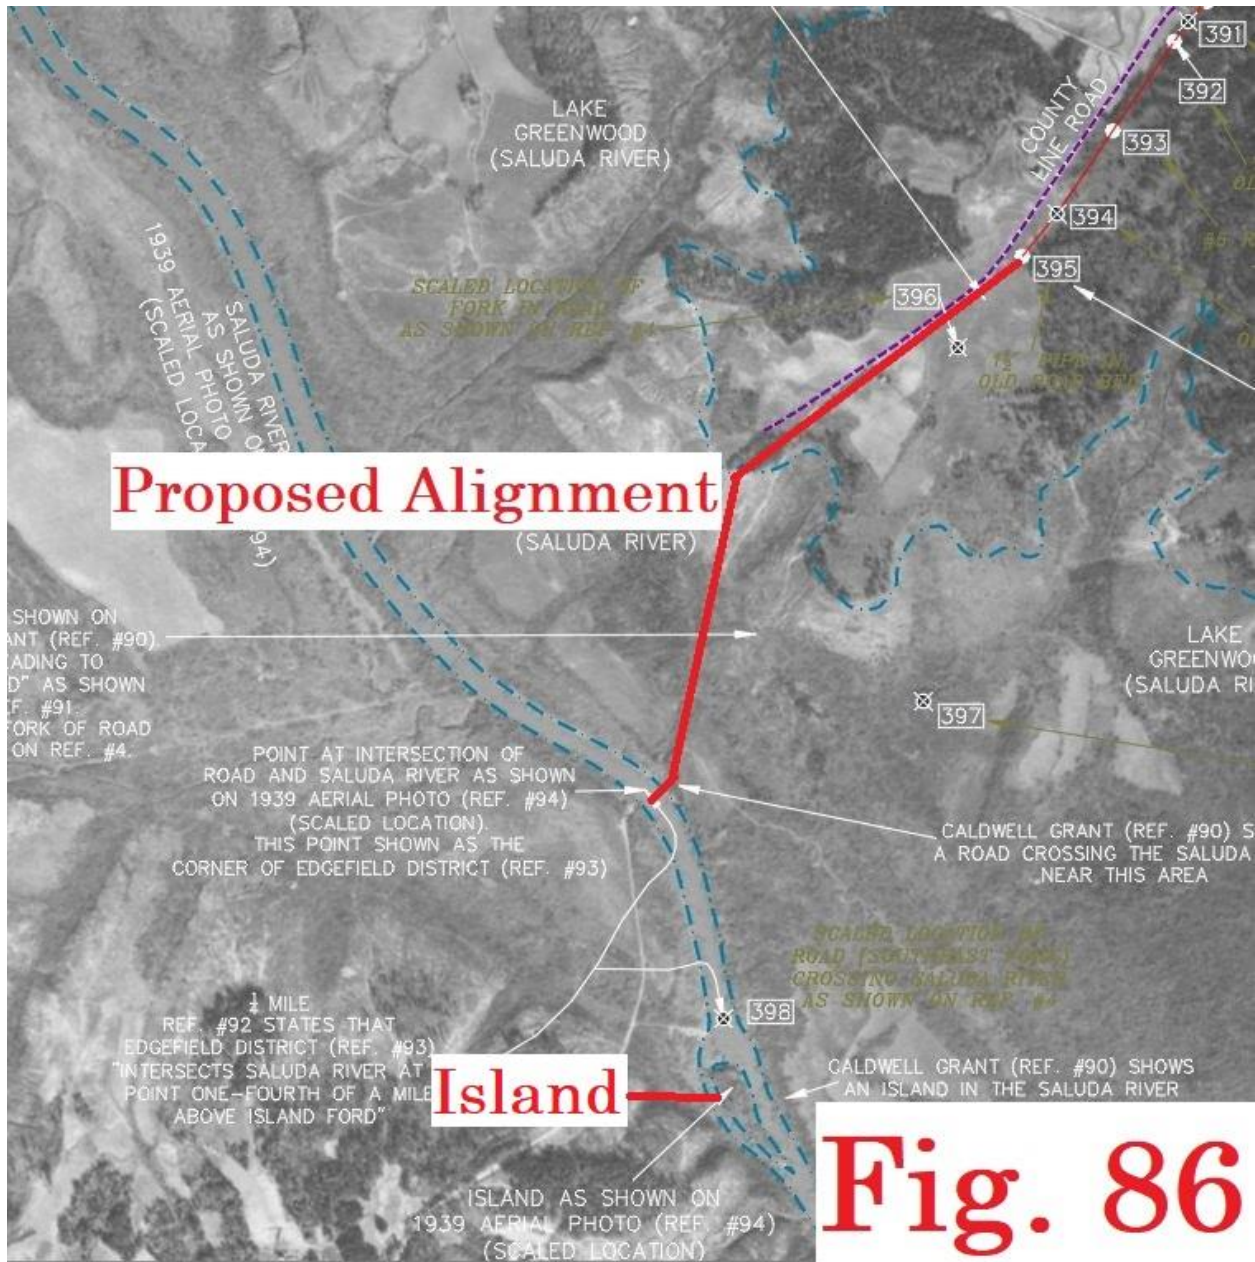 391
392
COUNTY
LINE ROAD
393
LAKE
GREENWOOD
(SALUDA RIVER)
394
395
SALUDA RIVER
AS SHOWN ON
1939 AERIAL PHOTO
(SCALED LOCA
94)
SCALED LOCATION OF
FORK IN ROAD
AS SHOWN ON REF. #4
396
OLD
Proposed Alignment
(SALUDA RIVER)
SHOWN ON
ANT (REF. #90).
EADING TO
D" AS SHOWN
EF. #91.
FORK OF ROAD
ON REF. #4.
LAKE
GREENWO
(SALUDA RI
397
POINT AT INTERSECTION OF
ROAD AND SALUDA RIVER AS SHOWN
ON 1939 AERIAL PHOTO (REF. #94)
(SCALED LOCATION).
THIS POINT SHOWN AS THE
CORNER OF EDGEFIELD DISTRICT (REF. #93)
CALDWELL GRANT (REF. #90) S
A ROAD CROSSING THE SALUDA
NEAR THIS AREA
SCALED LOCATION OF
ROAD (SOUTHEAST FORK)
CROSSING SALUDA RIVER
AS SHOWN ON REF. #4
398
1/4 MILE
REF. #92 STATES THAT
EDGEFIELD DISTRICT (REF. #93)
"INTERSECTS SALUDA RIVER AT
POINT ONE-FOURTH OF A MILE
ABOVE ISLAND FORD"
Island
CALDWELL GRANT (REF. #90) SHOWS
AN ISLAND IN THE SALUDA RIVER
ISLAND AS SHOWN ON
1939 AERIAL PHOTO (REF. #94)
(SCALED LOCATION)
Fig. 86